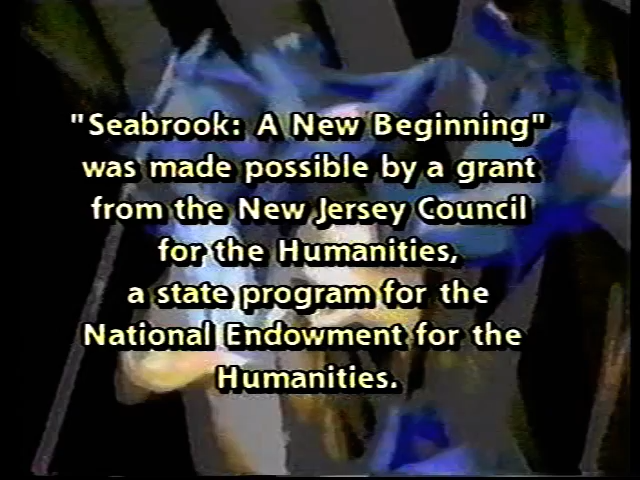 "Seabrook: A New Beginning"
was made possible by a grant
from the New Jersey Council
for the Humanities,
a state program for the
National Endowment for the
Humanities.